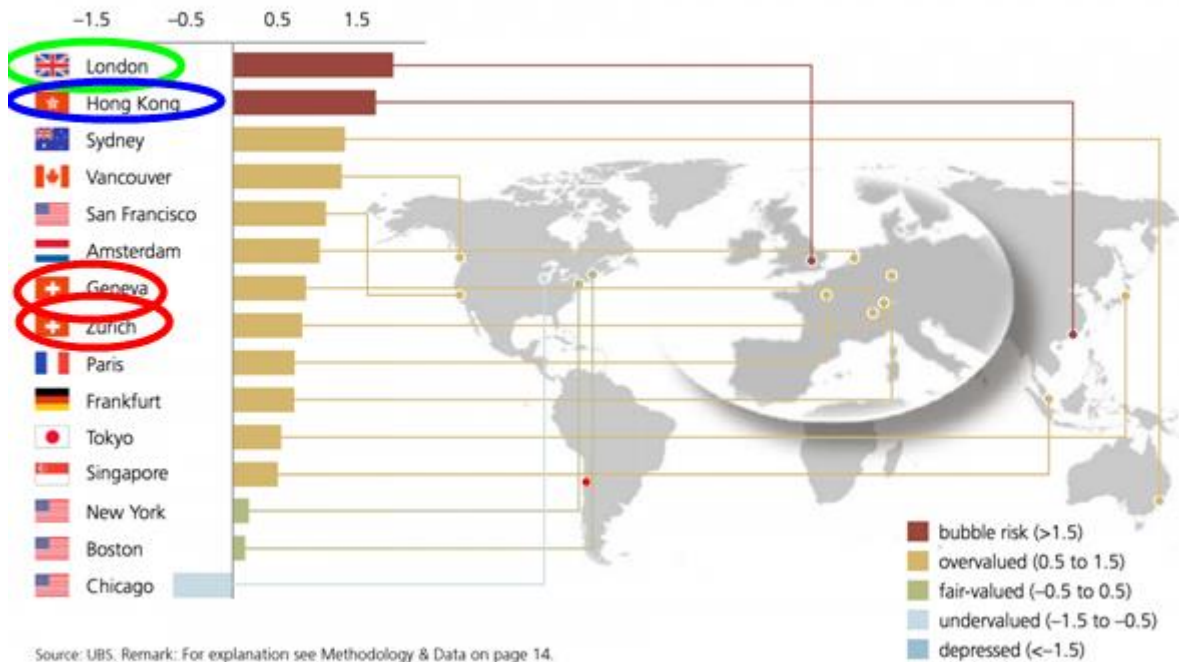 –1.5 –0.5 0.5 1.5
London
Hong Kong
Sydney
Vancouver
San Francisco
Amsterdam
Geneva
Zurich
Paris
Frankfurt
Tokyo
Singapore
New York
Boston
Chicago
bubble risk (>1.5)
overvalued (0.5 to 1.5)
fair-valued (–0.5 to 0.5)
undervalued (–1.5 to –0.5)
depressed (<–1.5)
Source: UBS. Remark: For explanation see Methodology & Data on page 14.